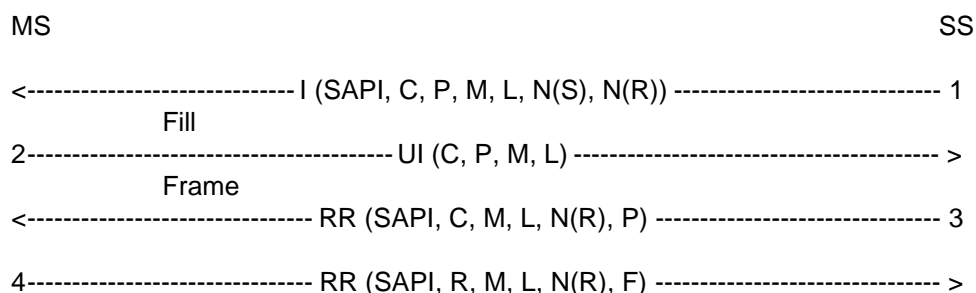 MS SS
<------------------------------ I (SAPI, C, P, M, L, N(S), N(R)) ------------------------------ 1
Fill
2----------------------------------------- UI (C, P, M, L) ----------------------------------------- >
Frame
<-------------------------------- RR (SAPI, C, M, L, N(R), P) -------------------------------- 3
4-------------------------------- RR (SAPI, R, M, L, N(R), F) -------------------------------- >